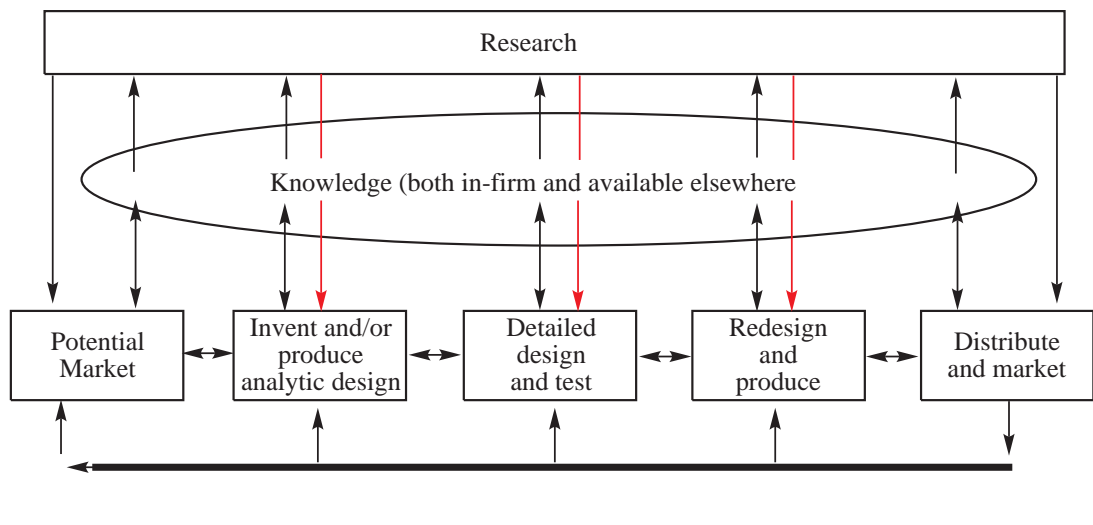 Research
Knowledge (both in-firm and available elsewhere
Potential
Market
Invent and/or
produce
analytic design
Detailed
design
and test
Redesign
and
produce
Distribute
and market